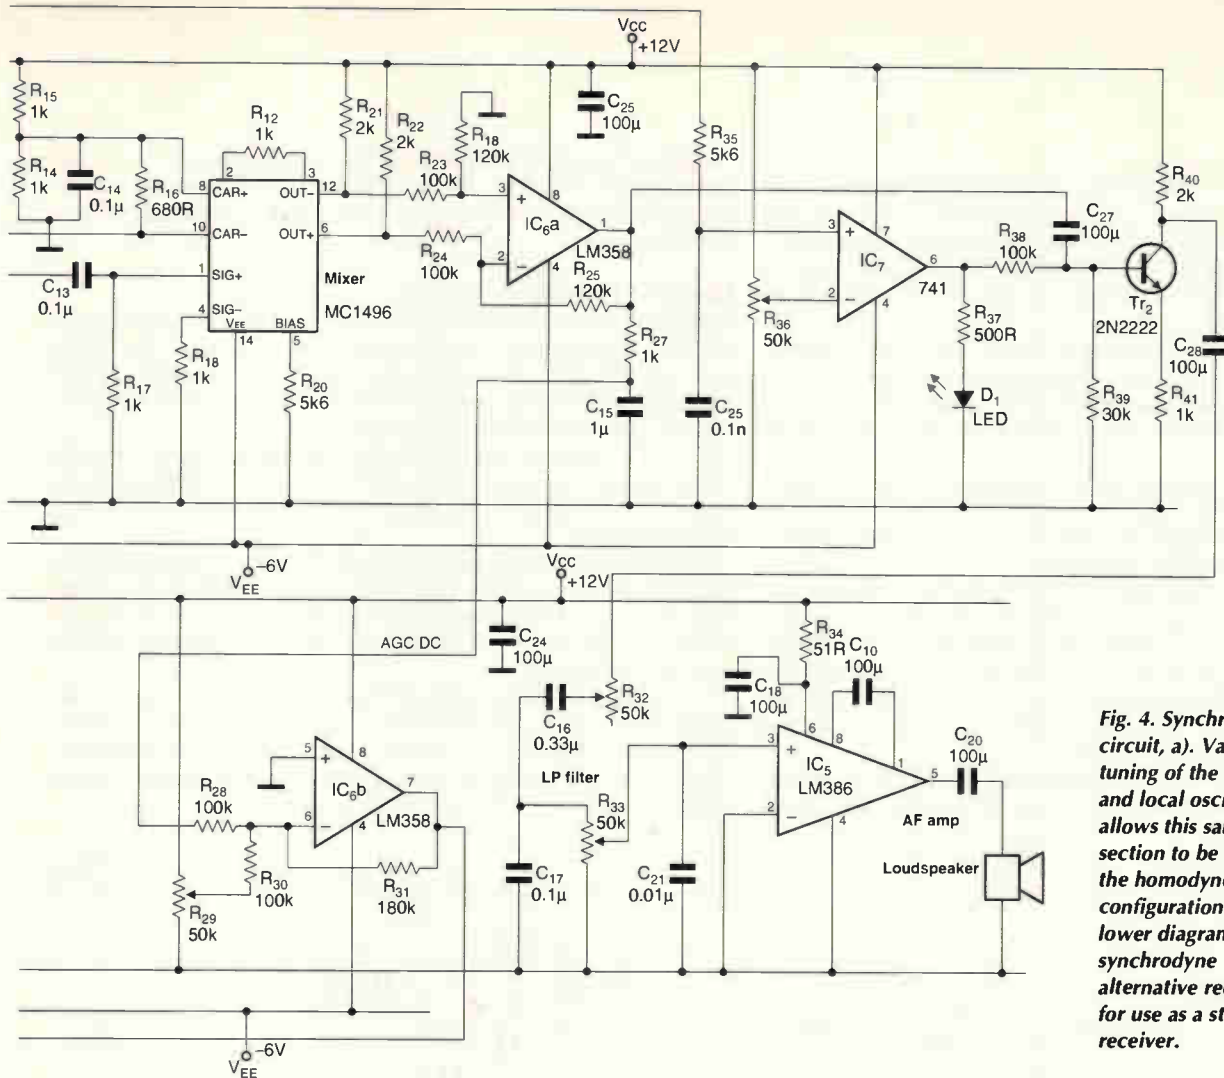 VCC
+12V
R15
1k
R14
1k
C14
0.1µ
R16
680R
R12
1k
2
3
8
CAR+
OUT−
12
10
CAR−
OUT+
6
1
SIG+
4
SIG−
VEE
BIAS
14
5
Mixer
MC1496
C13
0.1µ
R17
1k
R18
1k
R20
5k6
R21
2k
R22
2k
R23
100k
R18
120k
R24
100k
3
+
2
−
IC6a
8
1
4
LM358
R25
120k
R27
1k
C15
1µ
C25
100µ
R35
5k6
C25
0.1n
R36
50k
3
+
2
−
IC7
7
6
4
741
R37
500R
D1
LED
R38
100k
C27
100µ
R39
30k
R40
2k
Tr2
2N2222
R41
1k
C28
100µ
VEE
−6V
VCC
+12V
AGC DC
C24
100µ
R28
100k
R29
50k
R30
100k
5
+
6
−
IC6b
8
7
4
LM358
R31
180k
C16
0.33µ
LP filter
C17
0.1µ
R32
50k
R33
50k
C21
0.01µ
C18
100µ
R34
51R
C10
100µ
3
+
2
−
6
8
1
5
4
IC5
LM386
AF amp
C20
100µ
Loudspeaker
VEE
−6V
Fig. 4. Synchr
circuit, a). Va
tuning of the
and local osc
allows this sa
section to be
the homodyne
configuration
lower diagran
synchrodyne
alternative re
for use as a st
receiver.